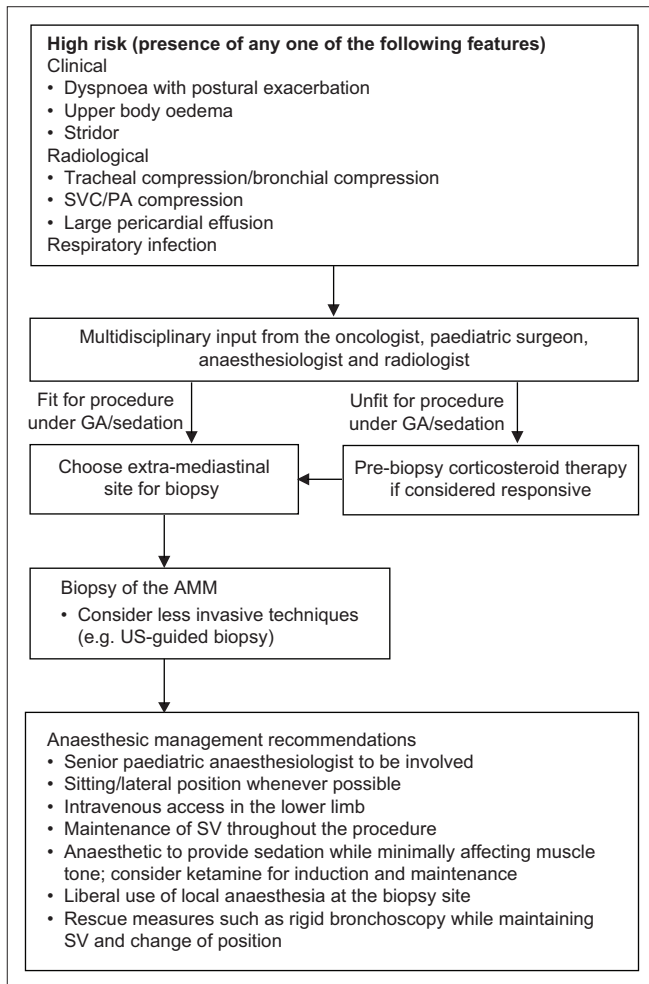 High risk (presence of any one of the following features)
Clinical
• Dyspnoea with postural exacerbation
• Upper body oedema
• Stridor
Radiological
• Tracheal compression/bronchial compression
• SVC/PA compression
• Large pericardial effusion
Respiratory infection
Multidisciplinary input from the oncologist, paediatric surgeon,
anaesthesiologist and radiologist
Fit for procedure
under GA/sedation
Unfit for procedure
under GA/sedation
Choose extra-mediastinal
site for biopsy
Pre-biopsy corticosteroid therapy
if considered responsive
Biopsy of the AMM
• Consider less invasive techniques
(e.g. US-guided biopsy)
Anaesthesic management recommendations
• Senior paediatric anaesthesiologist to be involved
• Sitting/lateral position whenever possible
• Intravenous access in the lower limb
• Maintenance of SV throughout the procedure
• Anaesthetic to provide sedation while minimally affecting muscle
tone; consider ketamine for induction and maintenance
• Liberal use of local anaesthesia at the biopsy site
• Rescue measures such as rigid bronchoscopy while maintaining
SV and change of position